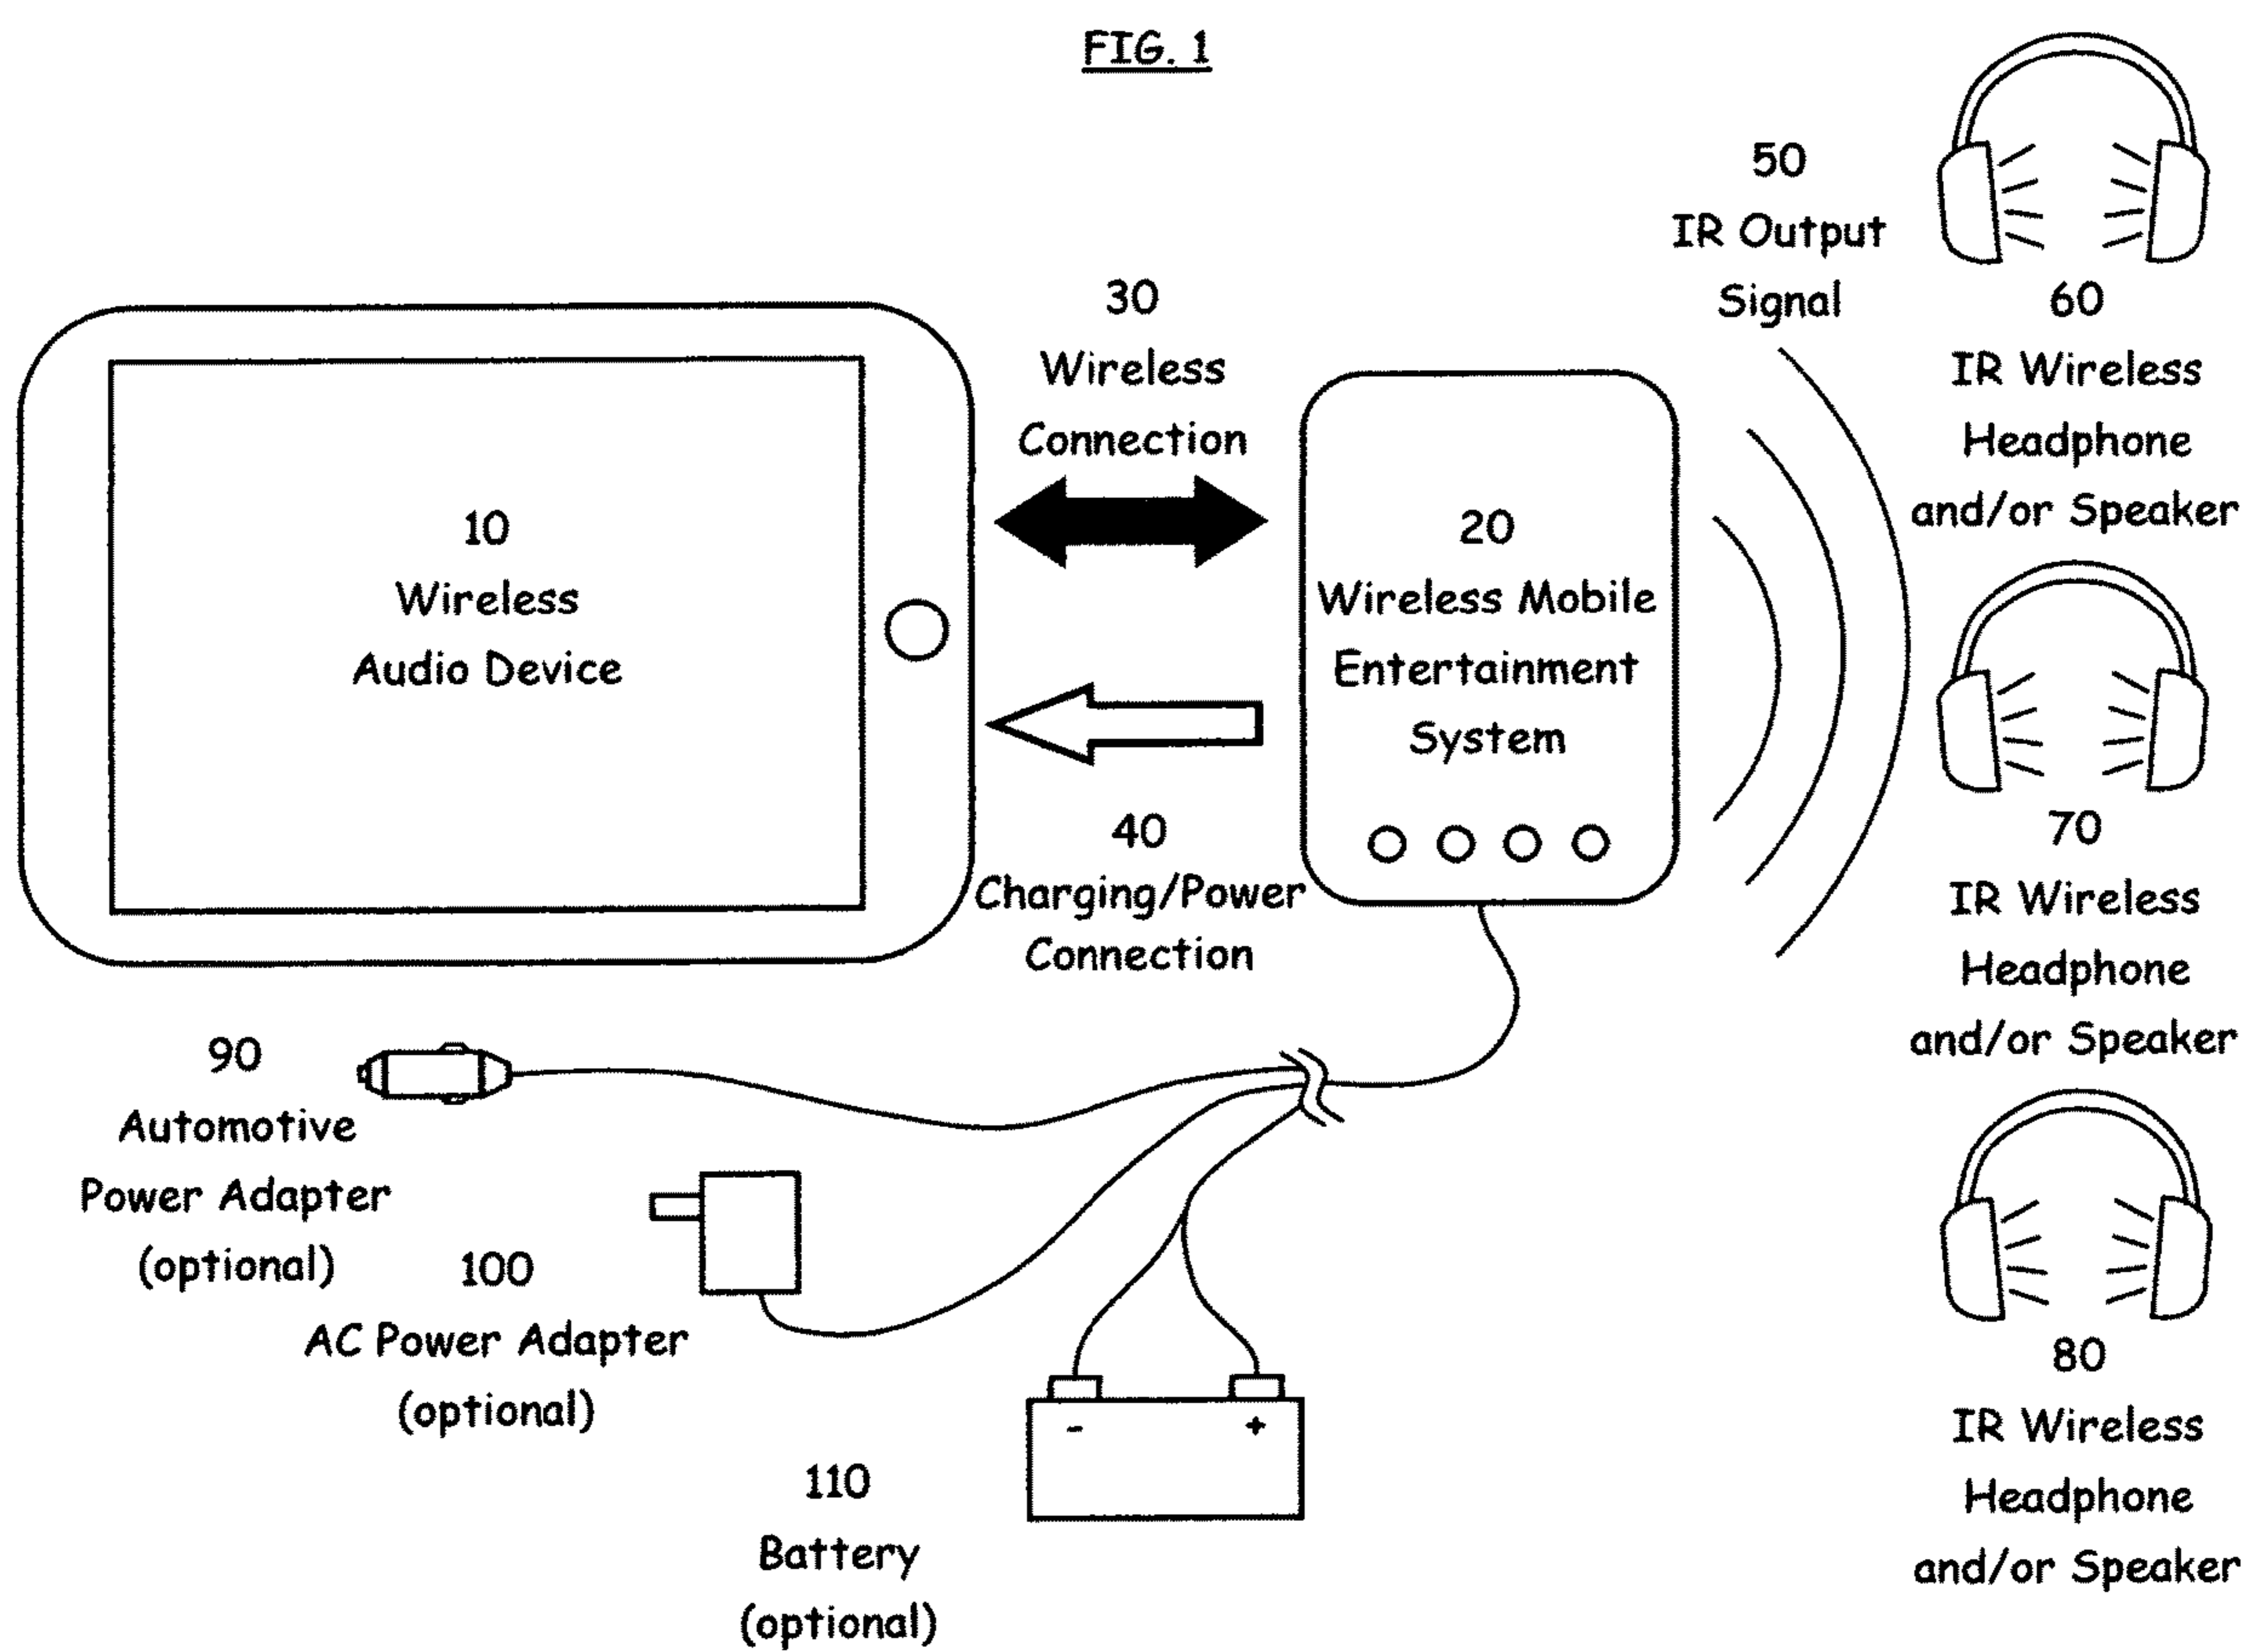 FIG. 1
10
Wireless
Audio Device
30
Wireless
Connection
40
Charging/Power
Connection
20
Wireless Mobile
Entertainment
System
50
IR Output
Signal
60
IR Wireless
Headphone
and/or Speaker
70
IR Wireless
Headphone
and/or Speaker
80
IR Wireless
Headphone
and/or Speaker
90
Automotive
Power Adapter
(optional)
100
AC Power Adapter
(optional)
110
Battery
(optional)
- +